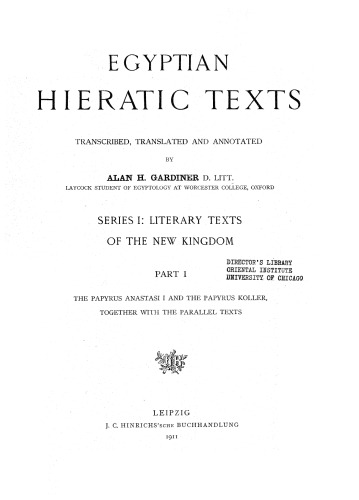 EGYPTIAN
HIERATIC TEXTS
TRANSCRIBED, TRANSLATED AND ANNOTATED
BY
ALAN H. GARDINER D. LITT.
LAYCOCK STUDENT OF EGYPTOLOGY AT WORCESTER COLLEGE, OXFORD
SERIES I: LITERARY TEXTS
OF THE NEW KINGDOM
PART I
DIRECTOR'S LIBRARY
ORIENTAL INSTITUTE
UNIVERSITY OF CHICAGO
THE PAPYRUS ANASTASI I AND THE PAPYRUS KOLLER,
TOGETHER WITH THE PARALLEL TEXTS
LEIPZIG
J. C. HINRICHS'sche BUCHHANDLUNG
1911